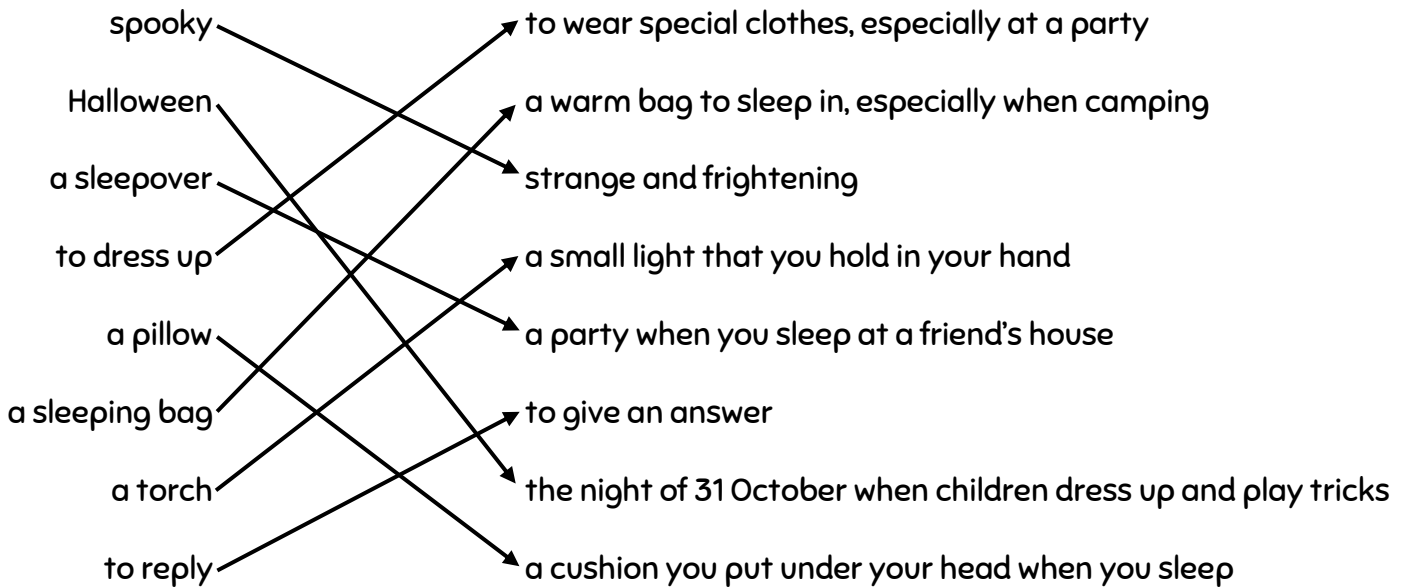 spooky
to wear special clothes, especially at a party
Halloween
a warm bag to sleep in, especially when camping
a sleepover
strange and frightening
to dress up
a small light that you hold in your hand
a pillow
a party when you sleep at a friend's house
a sleeping bag
to give an answer
a torch
the night of 31 October when children dress up and play tricks
to reply
a cushion you put under your head when you sleep